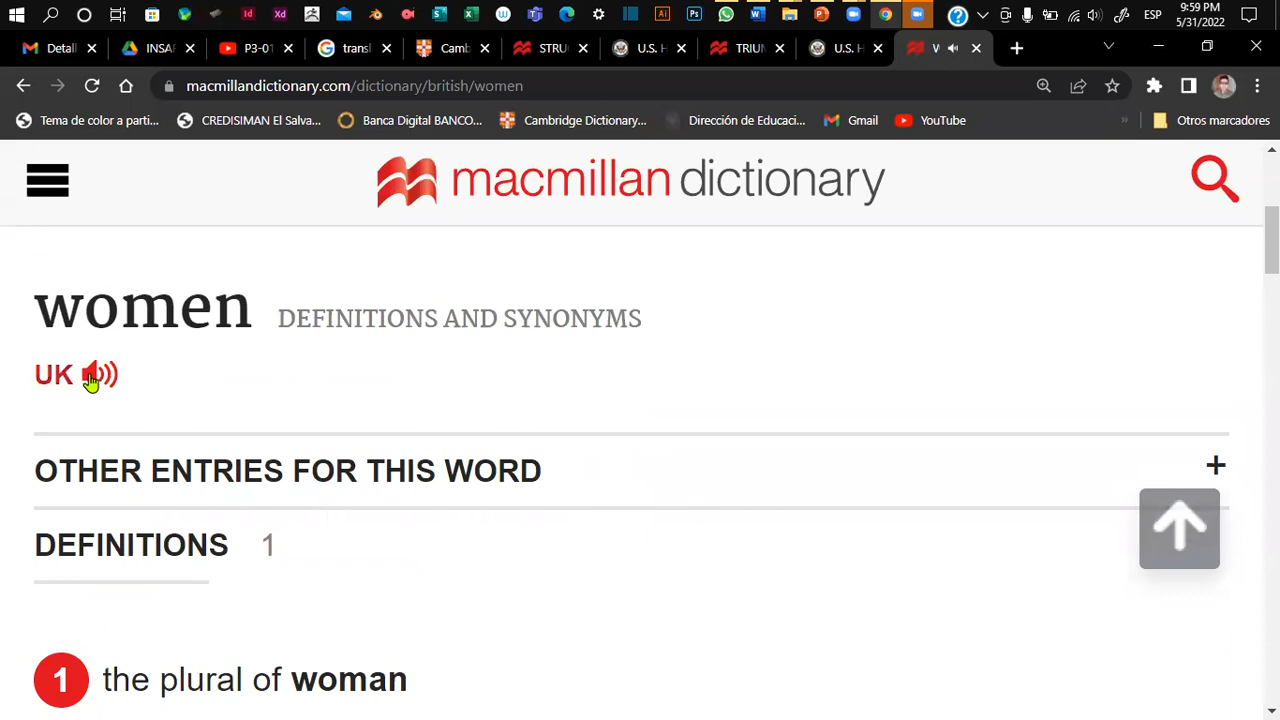 9:59 PM
ESP
5/31/2022
Detall
INSAF
P3-01
transl
Camb
STRU
U.S. H
TRIUM
U.S. H
macmillandictionary.com/dictionary/british/women
Tema de color a parti...
CREDISIMAN El Salva...
Banca Digital BANCO...
Cambridge Dictionary...
Dirección de Educaci...
Gmail
YouTube
»
Otros marcadores
macmillan dictionary
women DEFINITIONS AND SYNONYMS
UK
OTHER ENTRIES FOR THIS WORD +
DEFINITIONS 1
1 the plural of woman